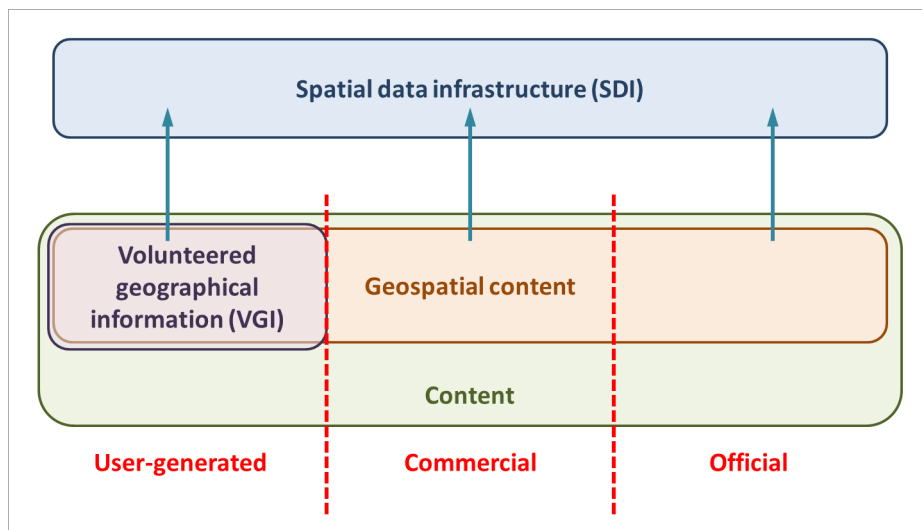 Spatial data infrastructure (SDI)
Volunteered
geographical
information (VGI)
Geospatial content
Content
User-generated
Commercial
Official